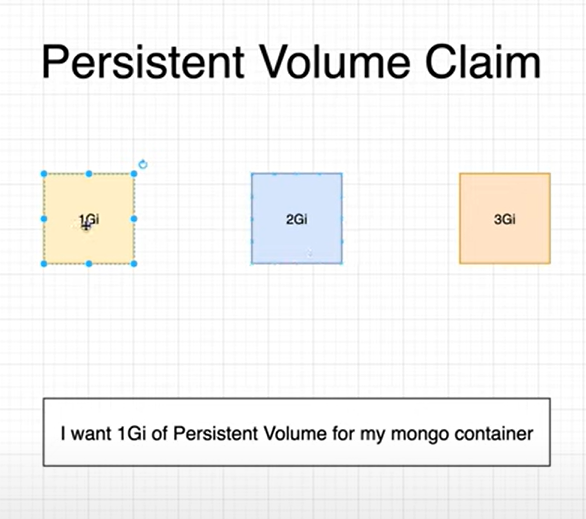 Persistent Volume Claim
1Gi
2Gi
3Gi
I want 1Gi of Persistent Volume for my mongo container